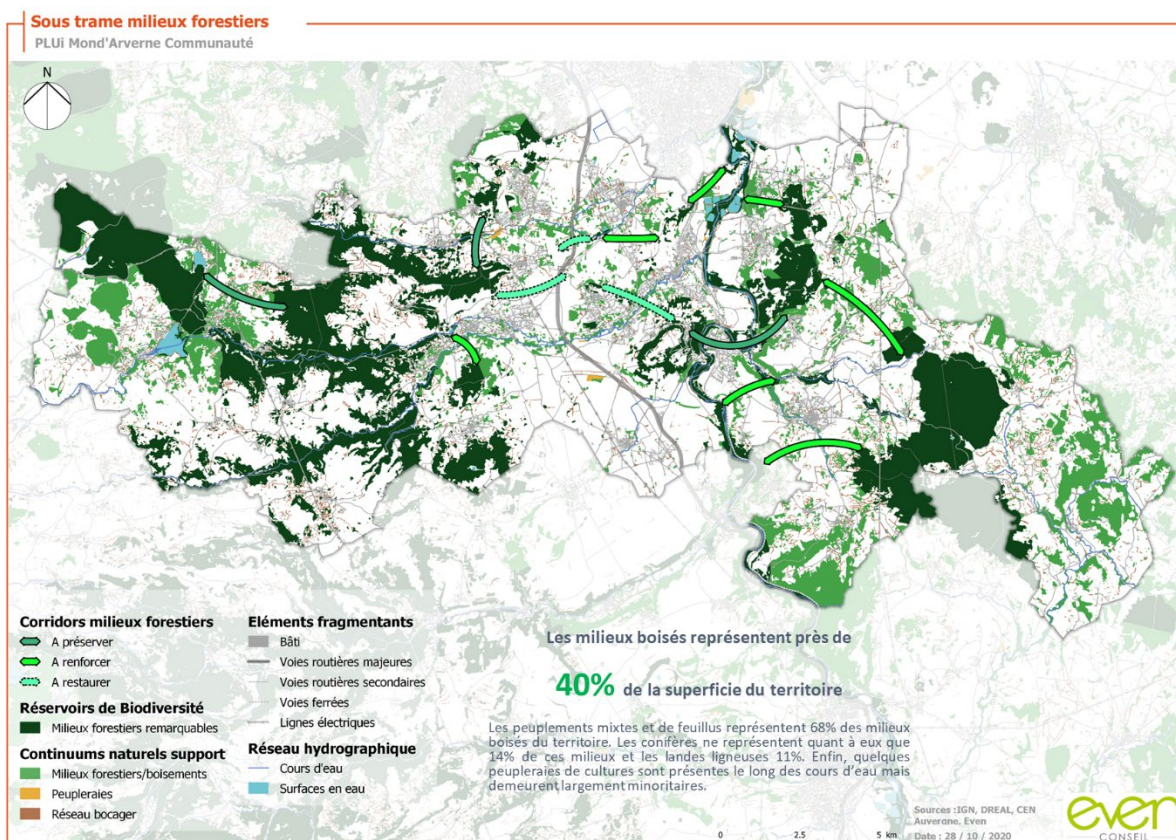 Sous trame milieux forestiers
PLUi Mond'Arverne Communauté
N
Corridors milieux forestiers
A préserver
A renforcer
A restaurer
Réservoirs de Biodiversité
Milieux forestiers remarquables
Continuums naturels support
Milieux forestiers/boisements
Peupleraies
Réseau bocager
Eléments fragmentants
Bâti
Voies routières majeures
Voies routières secondaires
Voies ferrées
Lignes électriques
Réseau hydrographique
Cours d'eau
Surfaces en eau
Les milieux boisés représentent près de
40% de la superficie du territoire
Les peuplements mixtes et de feuillus représentent 68% des milieux
boisés du territoire. Les conifères ne représentent quant à eux que
14% de ces milieux et les landes ligneuses 11%. Enfin, quelques
peupleraies de cultures sont présentes le long des cours d'eau mais
demeurent largement minoritaires.
0 2.5 5 km
Sources :IGN, DREAL, CEN
Auvergne, Even
Date : 28 / 10 / 2020
even
CONSEIL